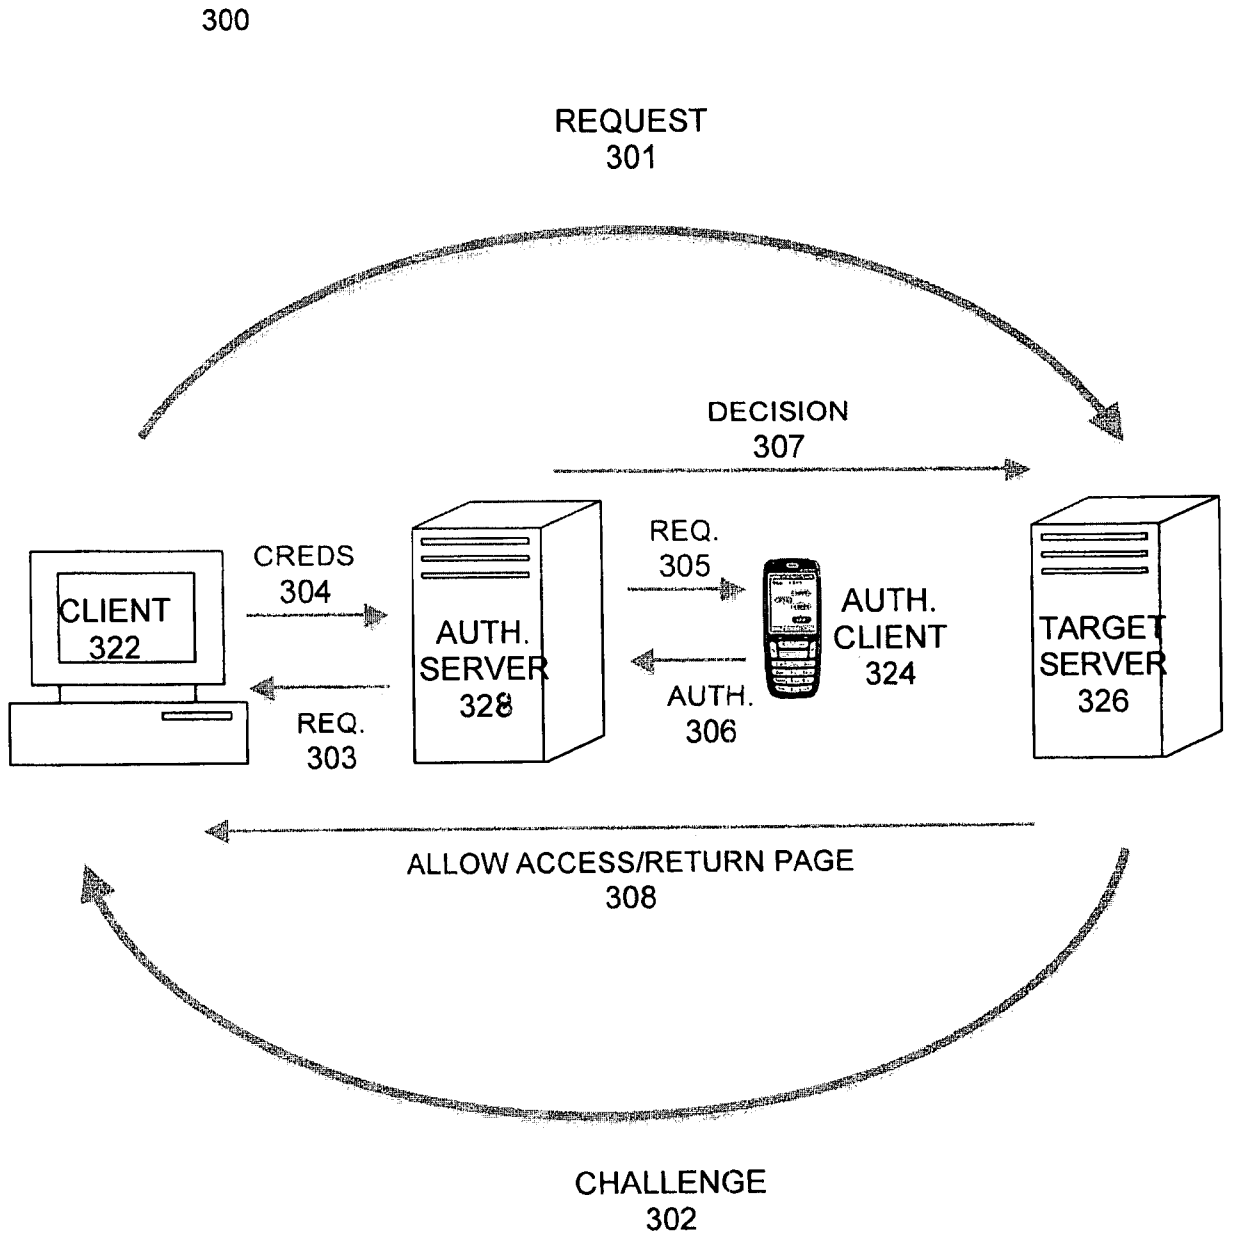 300
REQUEST
301
DECISION
307
CREDS
304
REQ.
305
CLIENT
322
AUTH.
SERVER
328
AUTH.
CLIENT
324
TARGET
SERVER
326
REQ.
303
AUTH.
306
ALLOW ACCESS/RETURN PAGE
308
CHALLENGE
302